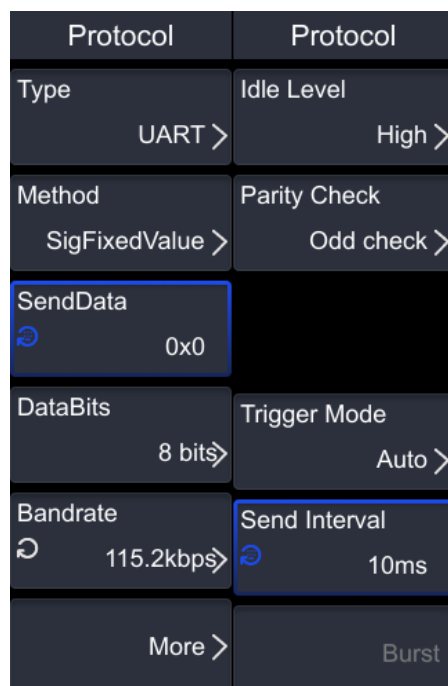 Protocol
Type
UART
Method
SigFixedValue
SendData
0x0
DataBits
8 bits
Bandrate
115.2kbps
More
Protocol
Idle Level
High
Parity Check
Odd check
Trigger Mode
Auto
Send Interval
10ms
Burst